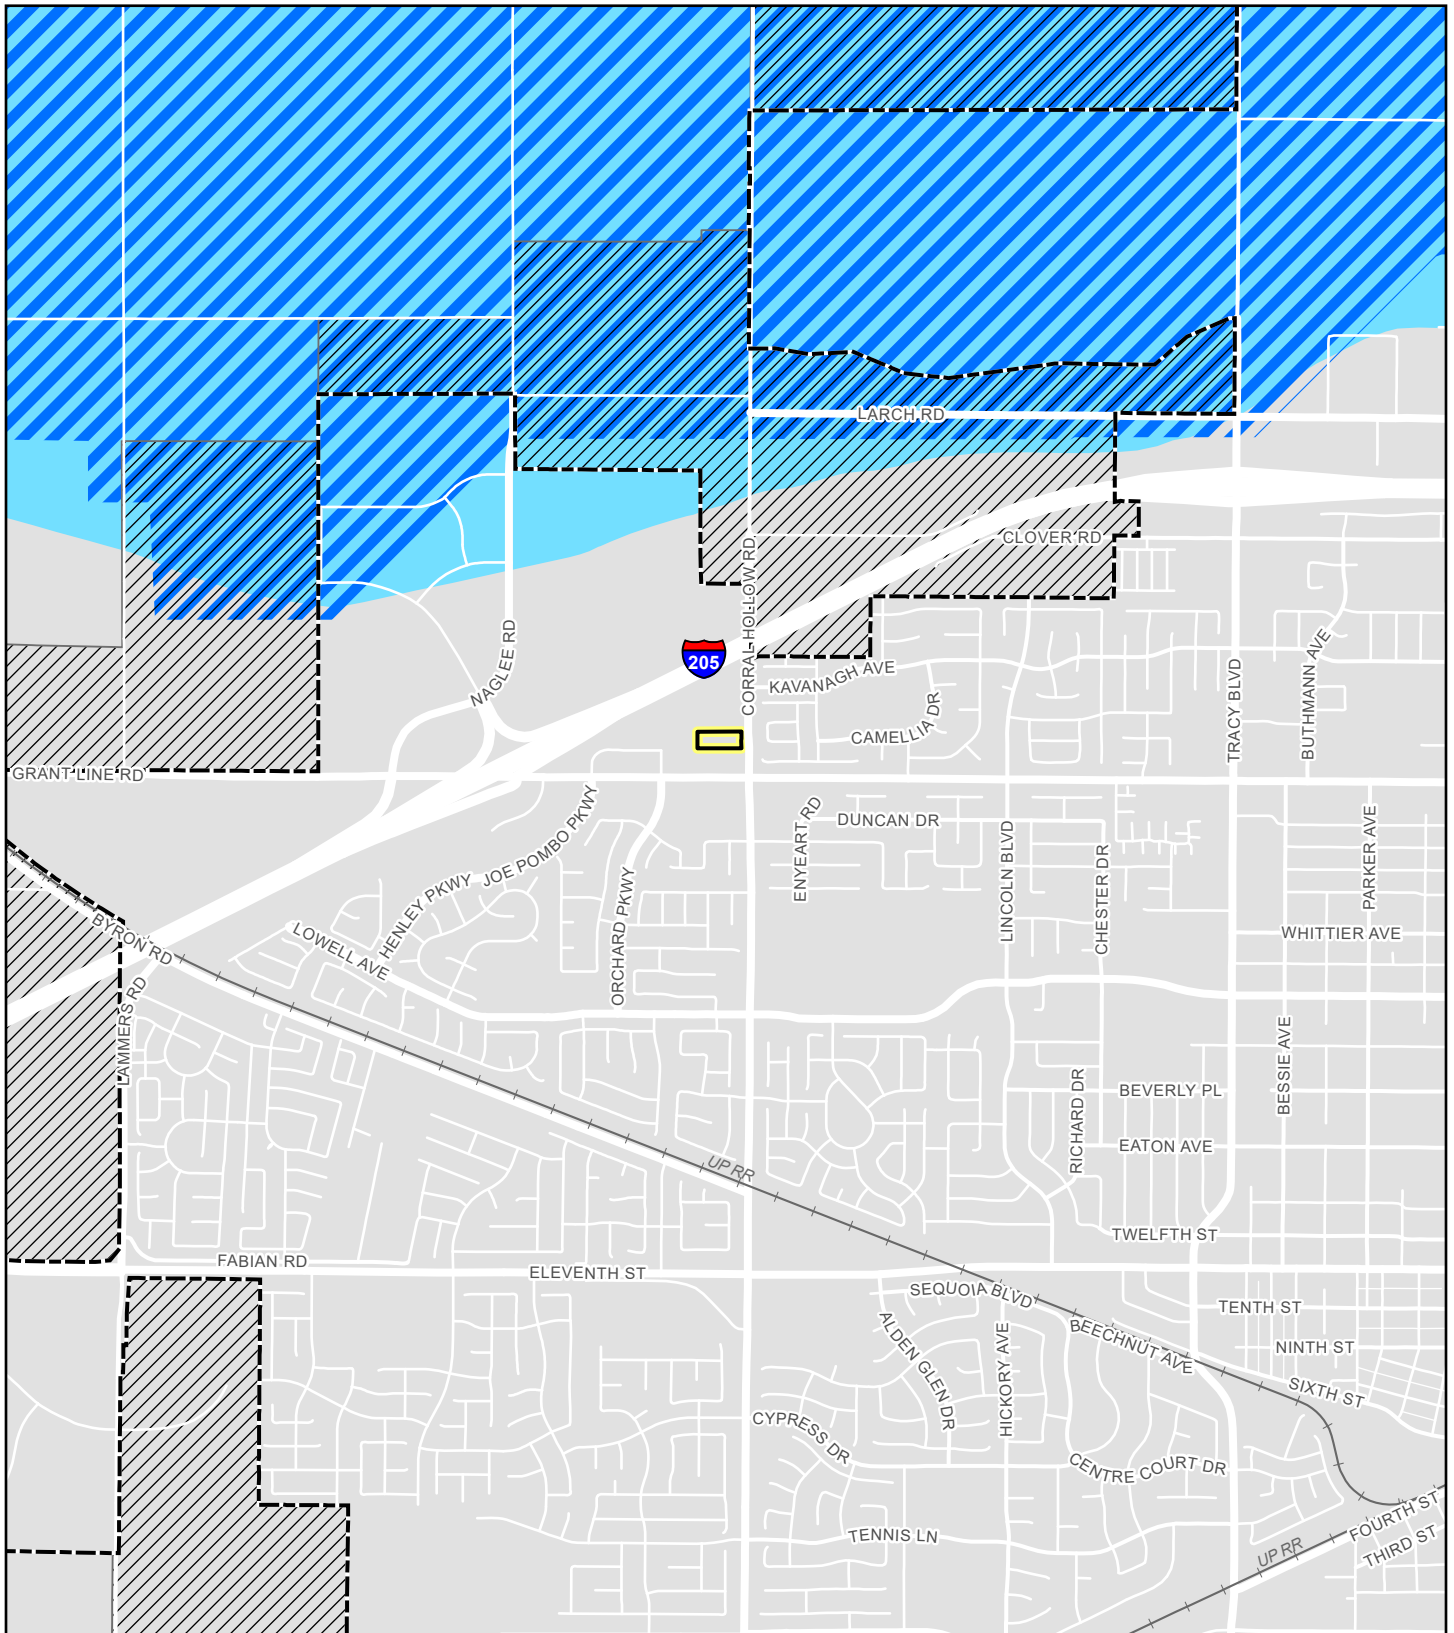 LARCH RD
CLOVER RD
CORRAL HOLLOW RD
NAGLEE RD
205
KAVANAGH AVE
TRACY BLVD
BUTHMANN AVE
CAMELLIA DR
GRANT LINE RD
JOE POMBO PKWY
ENYEART RD
DUNCAN DR
LINCOLN BLVD
CHESTER DR
PARKER AVE
HENLEY PKWY
ORCHARD PKWY
BYRON RD
LOWELL AVE
WHITTIER AVE
LAMMERS RD
BESSIE AVE
RICHARD DR
BEVERLY PL
EATON AVE
UP RR
TWELFTH ST
FABIAN RD
ELEVENTH ST
SEQUOIA BLVD
TENTH ST
ALDEN GLEN DR
HICKORY AVE
BEECHNUT AVE
NINTH ST
SIXTH ST
CYPRESS DR
CENTRE COURT DR
TENNIS LN
UP RR
FOURTH ST
THIRD ST